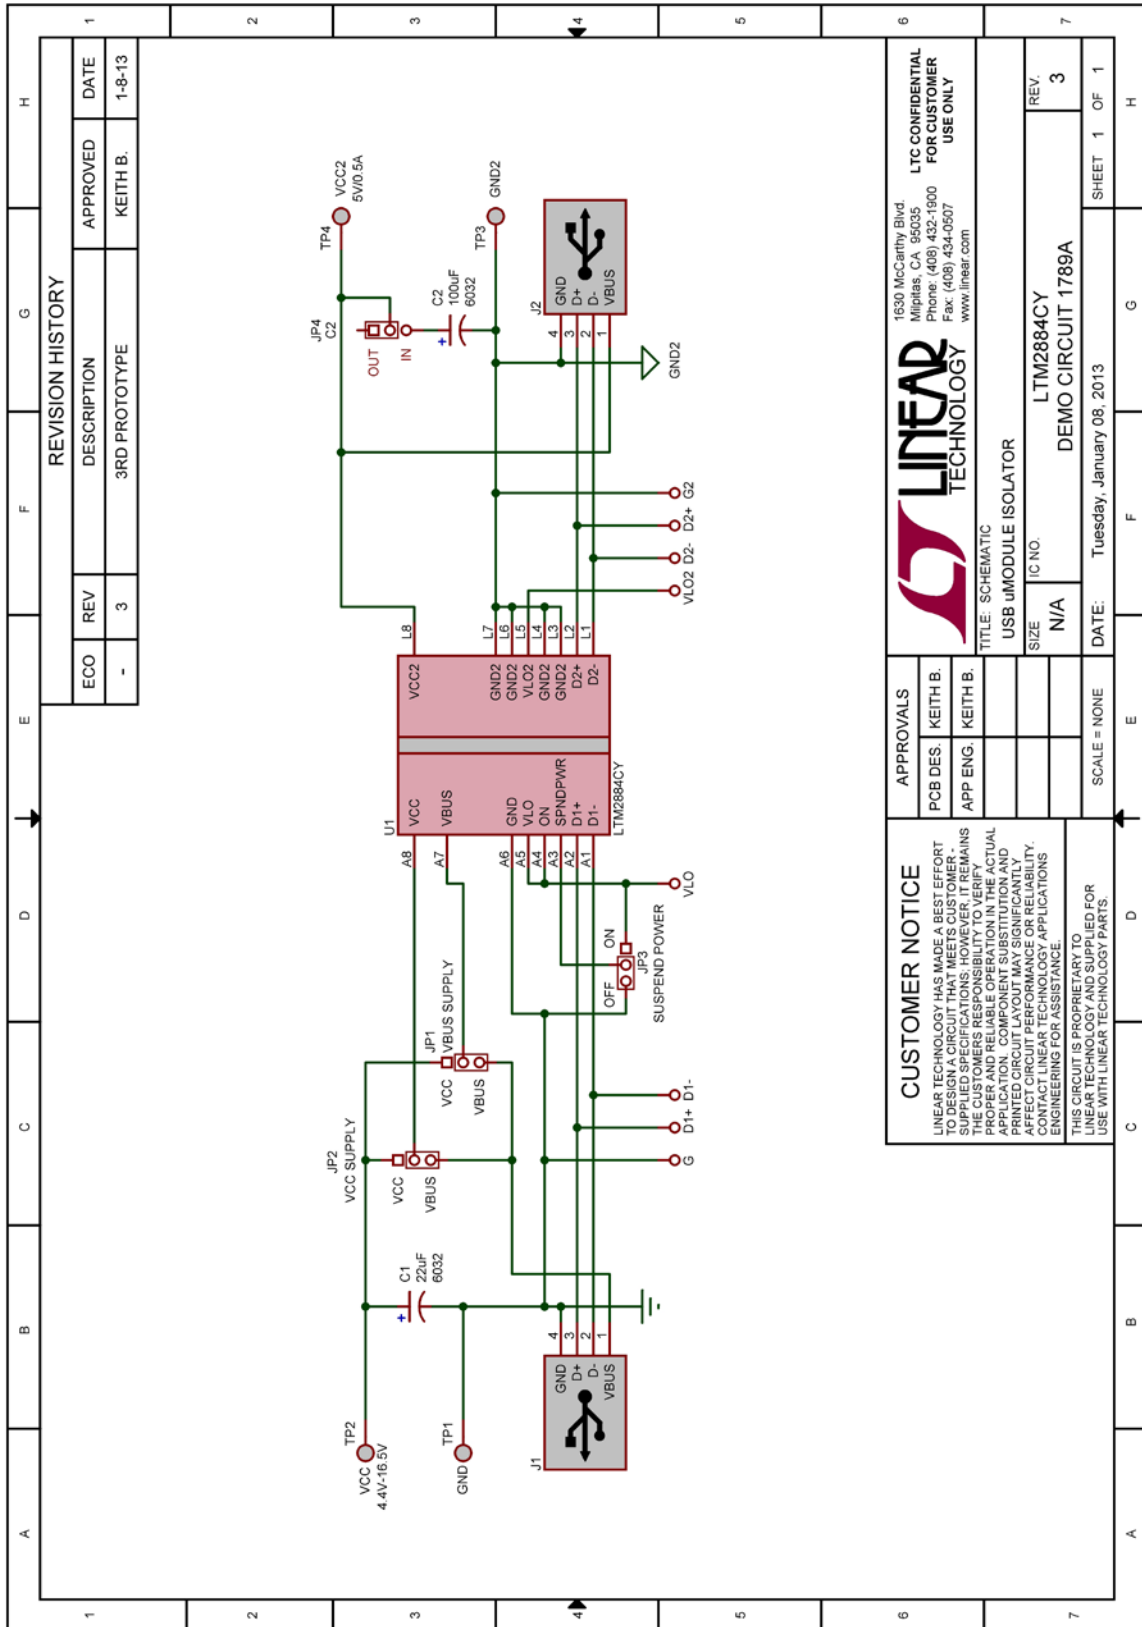 REVISION HISTORY
ECO REV DESCRIPTION APPROVED DATE
- 3 3RD PROTOTYPE KEITH B. 1-8-13
A B C D E F G H
1 2 3 4 5 6 7
VCC
4.4V-16.5V
TP2
GND
TP1
C1
22uF
6032
+
JP2
VCC SUPPLY
VCC
VBUS
JP1
VBUS SUPPLY
VCC
VBUS
J1
GND 4
D+ 3
D- 2
VBUS 1
G
D1+
D1-
OFF
ON
JP3
SUSPEND POWER
VLO
U1
A8 VCC
A7 VBUS
A6 GND
A5 VLO
A4 ON
A3 SPNDPWR
A2 D1+
A1 D1-
VCC2 L8
GND2 L7
GND2 L6
VLO2 L5
GND2 L4
GND2 L3
D2+ L2
D2- L1
LTM2884CY
VLO2
D2-
D2+
G2
JP4
C2
OUT
IN
+
C2
100uF
6032
TP4
VCC2
5V/0.5A
TP3
GND2
J2
4 GND
3 D+
2 D-
1 VBUS
GND2
CUSTOMER NOTICE
LINEAR TECHNOLOGY HAS MADE A BEST EFFORT
TO DESIGN A CIRCUIT THAT MEETS CUSTOMER -
SUPPLIED SPECIFICATIONS; HOWEVER, IT REMAINS
THE CUSTOMERS RESPONSIBILITY TO VERIFY
PROPER AND RELIABLE OPERATION IN THE ACTUAL
APPLICATION. COMPONENT SUBSTITUTION AND
PRINTED CIRCUIT LAYOUT MAY SIGNIFICANTLY
AFFECT CIRCUIT PERFORMANCE OR RELIABILITY.
CONTACT LINEAR TECHNOLOGY APPLICATIONS
ENGINEERING FOR ASSISTANCE.
THIS CIRCUIT IS PROPRIETARY TO
LINEAR TECHNOLOGY AND SUPPLIED FOR
USE WITH LINEAR TECHNOLOGY PARTS.
APPROVALS
PCB DES. KEITH B.
APP ENG. KEITH B.
SCALE = NONE
LINEAR
TECHNOLOGY
1630 McCarthy Blvd.
Milpitas, CA 95035
Phone: (408) 432-1900
Fax: (408) 434-0507
www.linear.com
LTC CONFIDENTIAL
FOR CUSTOMER
USE ONLY
TITLE: SCHEMATIC
USB uMODULE ISOLATOR
SIZE
N/A
IC NO.
LTM2884CY
DEMO CIRCUIT 1789A
REV.
3
DATE: Tuesday, January 08, 2013
SHEET 1 OF 1
1 2 3 4 5 6 7
A B C D E F G H